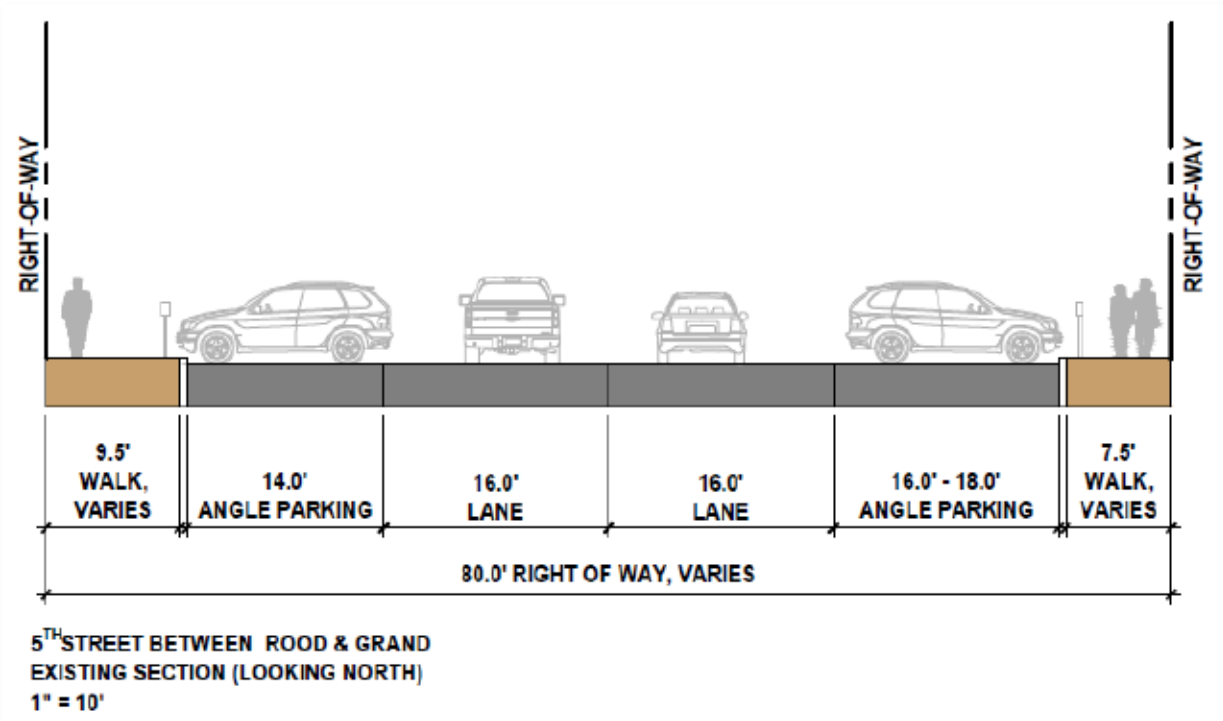 RIGHT-OF-WAY
RIGHT-OF-WAY
9.5'
WALK,
VARIES
14.0'
ANGLE PARKING
16.0'
LANE
16.0'
LANE
16.0' - 18.0'
ANGLE PARKING
7.5'
WALK,
VARIES
80.0' RIGHT OF WAY, VARIES
5TH STREET BETWEEN ROOD & GRAND
EXISTING SECTION (LOOKING NORTH)
1" = 10'